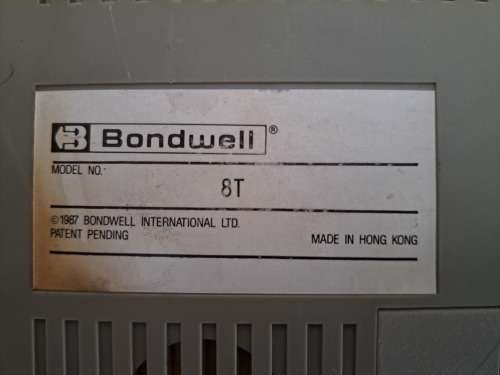 B Bondwell®
MODEL NO.
8T
©1987 BONDWELL INTERNATIONAL LTD.
PATENT PENDING
MADE IN HONG KONG